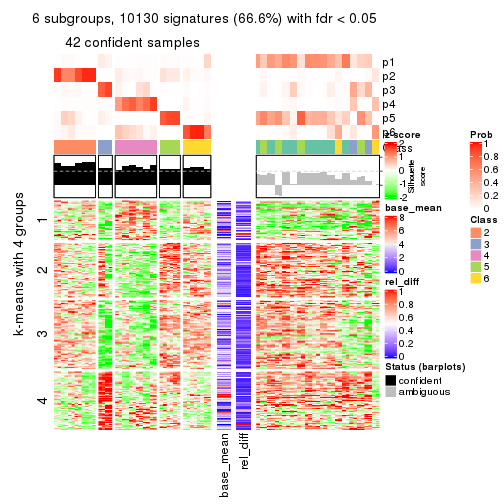 6 subgroups, 10130 signatures (66.6%) with fdr < 0.05
42 confident samples
p1
p2
p3
p4
p5
p6
Class
z-score
2
1
0
-1
-2
Silhouette
score
Prob
1
0.8
0.6
0.4
0.2
0
k-means with 4 groups
1
2
3
4
base_mean
8
6
4
2
0
Class
2
3
4
5
6
rel_diff
1
0.8
0.6
0.4
0.2
0
Status (barplots)
confident
ambiguous
base_mean
rel_diff